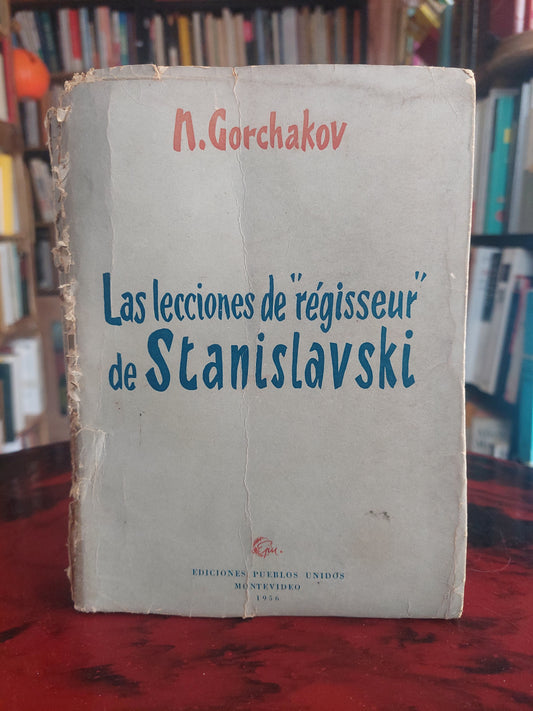 N. Gorchakov
Las lecciones de "régisseur"
de Stanislavski
EDICIONES PUEBLOS UNIDOS
MONTEVIDEO
1956